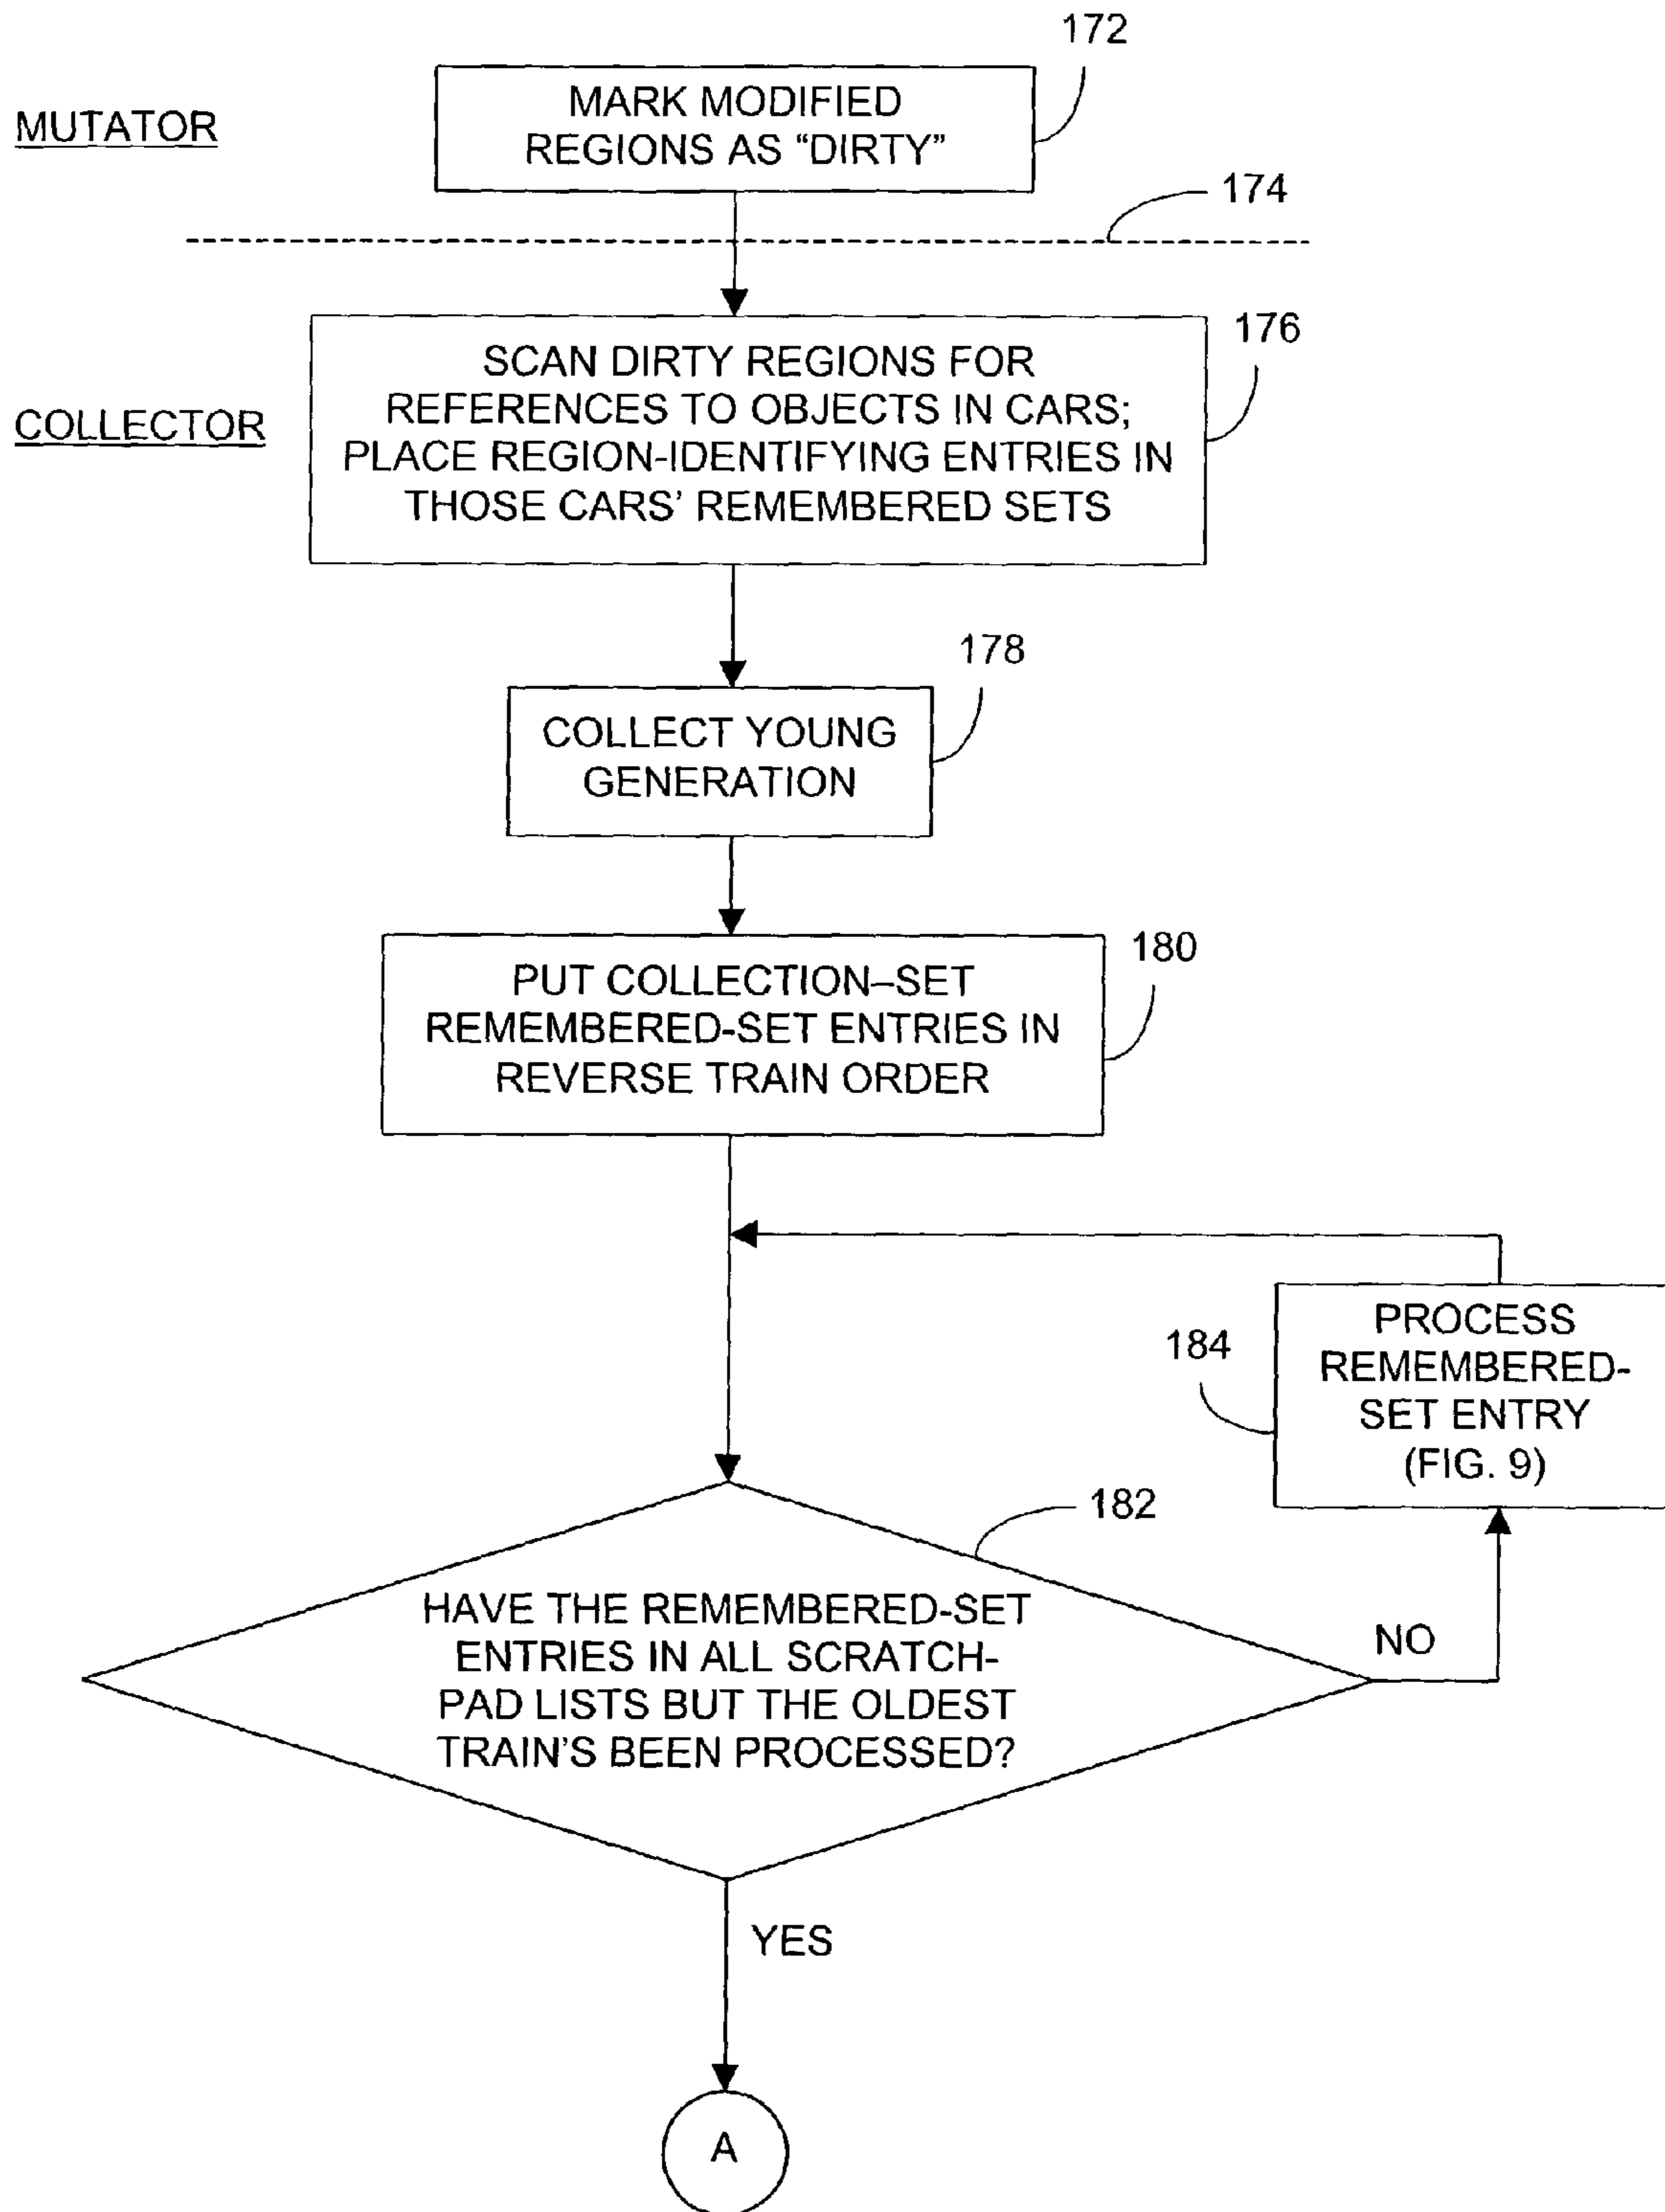 172
MUTATOR
MARK MODIFIED
REGIONS AS “DIRTY”
174
176
COLLECTOR
SCAN DIRTY REGIONS FOR
REFERENCES TO OBJECTS IN CARS;
PLACE REGION-IDENTIFYING ENTRIES IN
THOSE CARS’ REMEMBERED SETS
178
COLLECT YOUNG
GENERATION
180
PUT COLLECTION–SET
REMEMBERED-SET ENTRIES IN
REVERSE TRAIN ORDER
184
PROCESS
REMEMBERED-
SET ENTRY
(FIG. 9)
182
HAVE THE REMEMBERED-SET
ENTRIES IN ALL SCRATCH-
PAD LISTS BUT THE OLDEST
TRAIN'S BEEN PROCESSED?
NO
YES
A